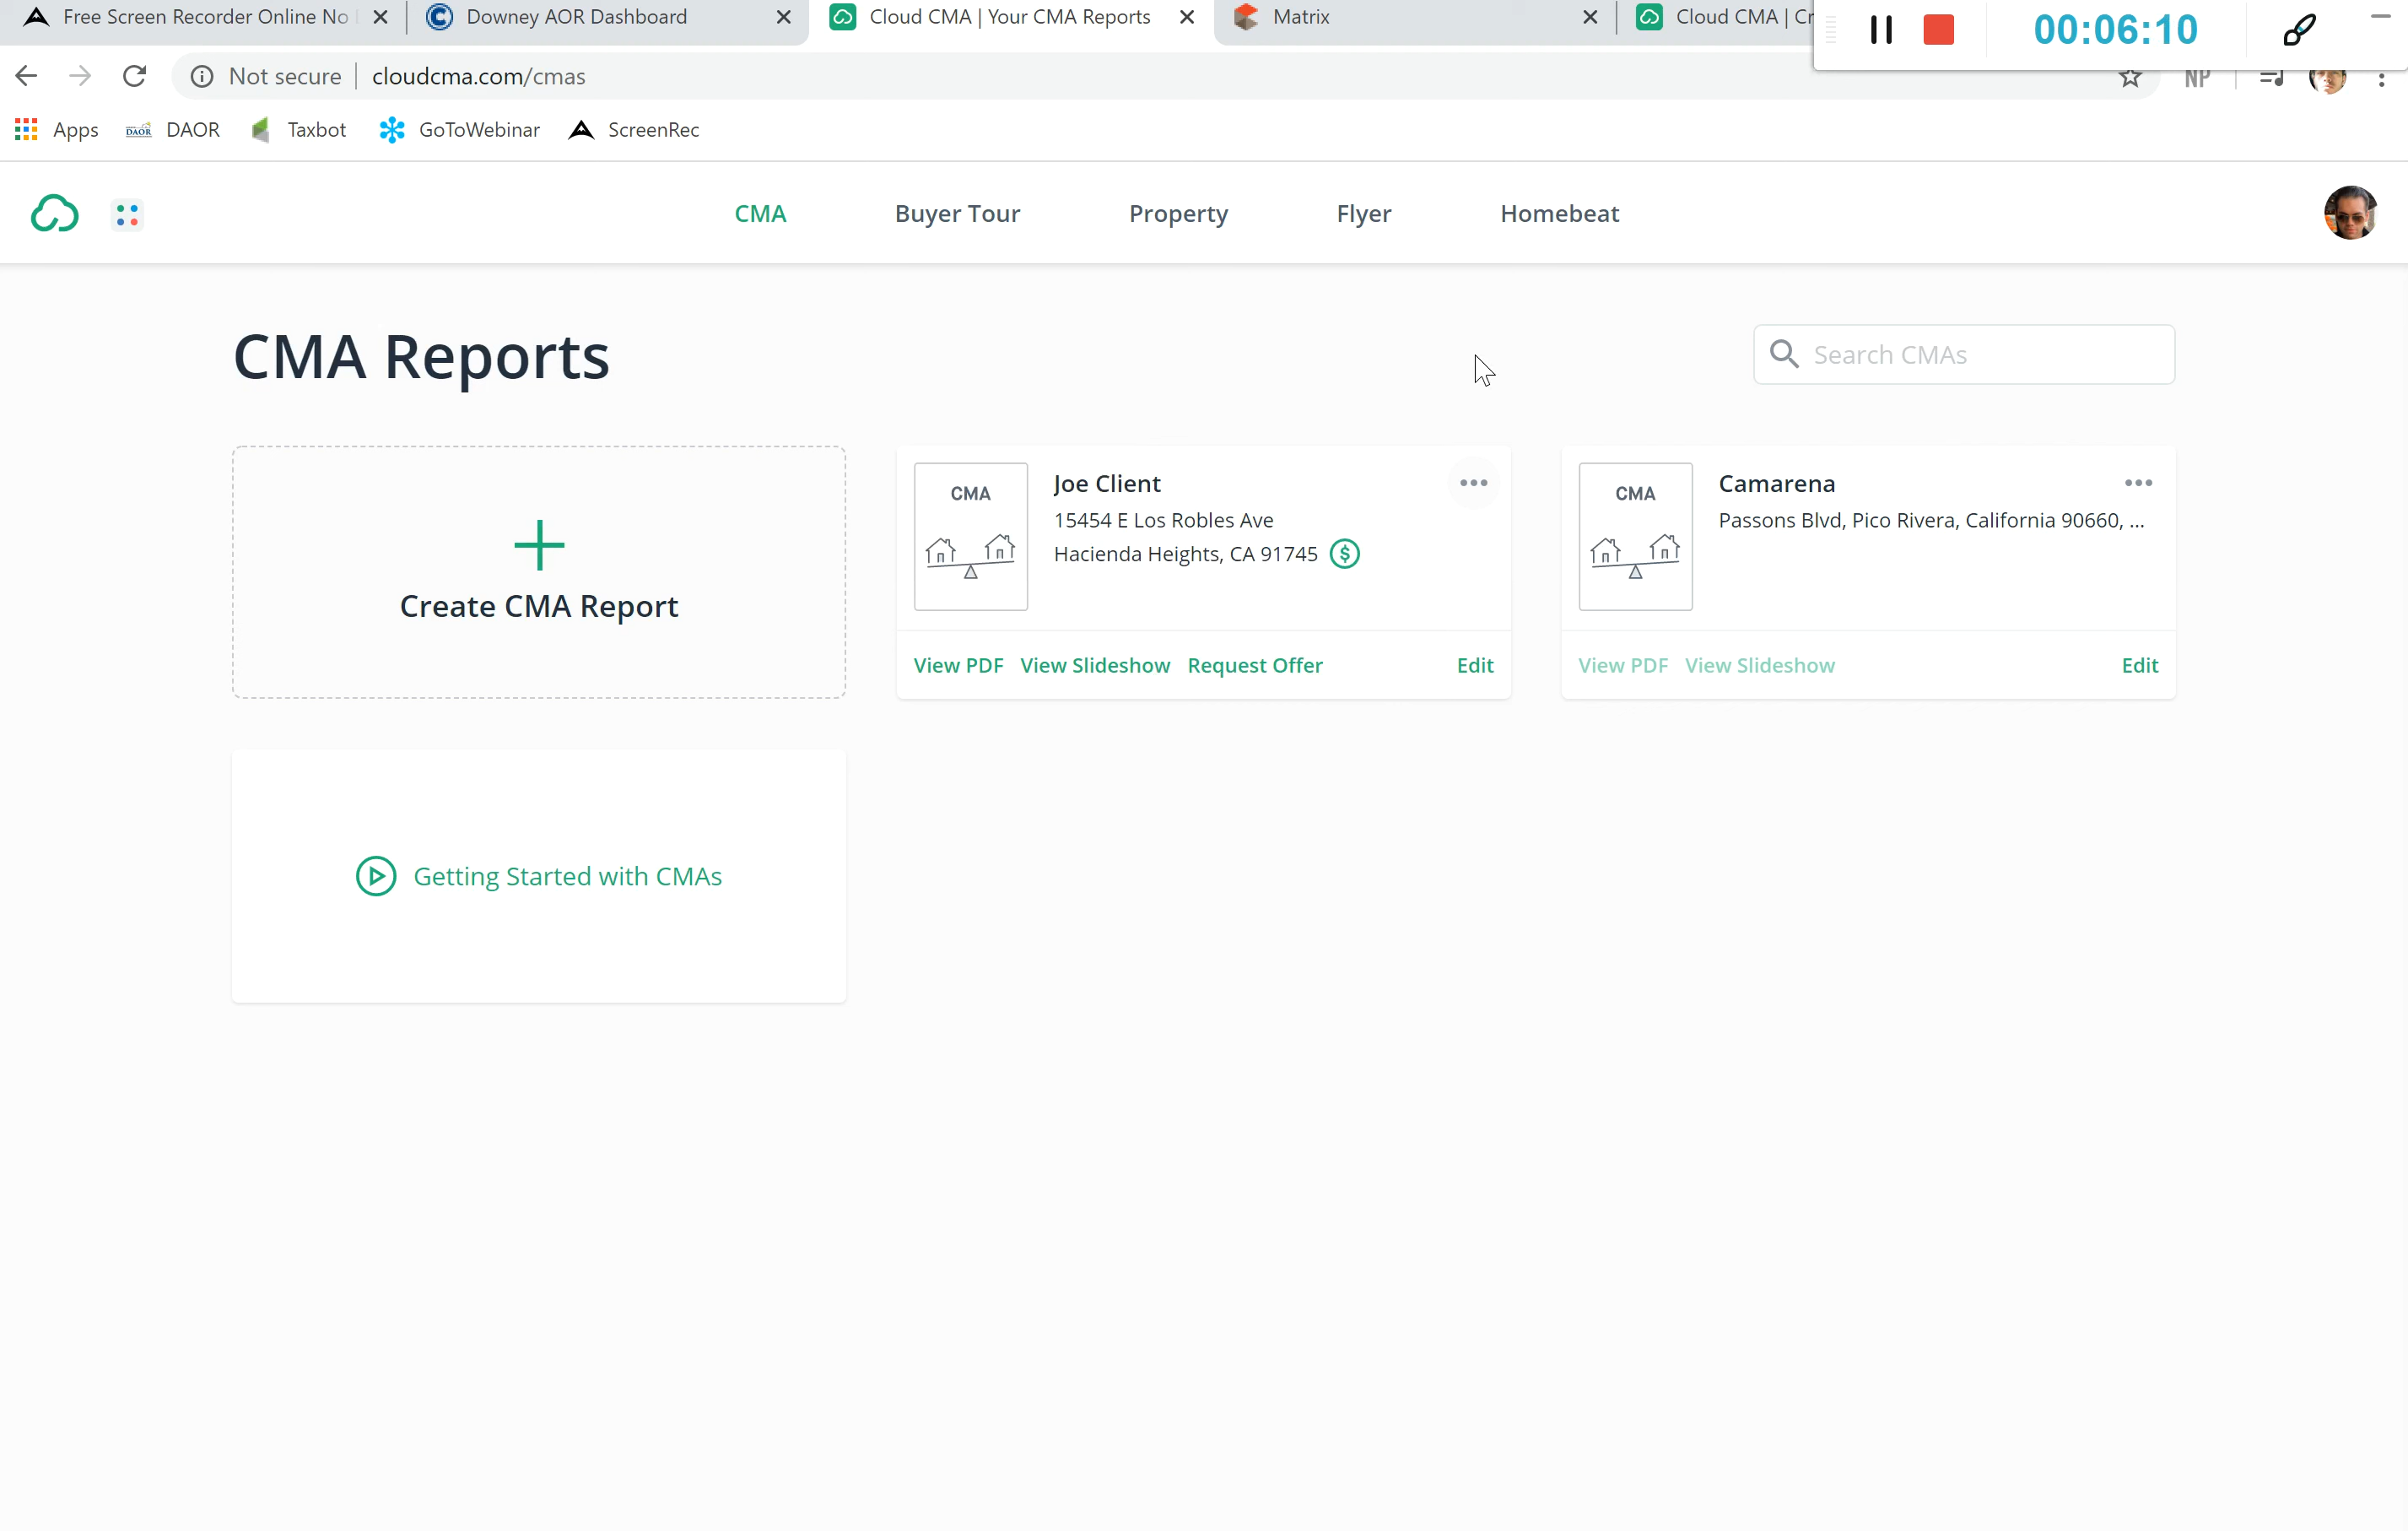 Free Screen Recorder Online No
Downey AOR Dashboard
Cloud CMA | Your CMA Reports
Matrix
Cloud CMA | Cr
00:06:10
Not secure
cloudcma.com/cmas
NP
Apps
DAOR
DAOR
Taxbot
GoToWebinar
ScreenRec
CMA
Buyer Tour
Property
Flyer
Homebeat
CMA Reports
Search CMAs
Create CMA Report
CMA
Joe Client
15454 E Los Robles Ave
Hacienda Heights, CA 91745
View PDF
View Slideshow
Request Offer
Edit
CMA
Camarena
Passons Blvd, Pico Rivera, California 90660, ...
View PDF
View Slideshow
Edit
Getting Started with CMAs